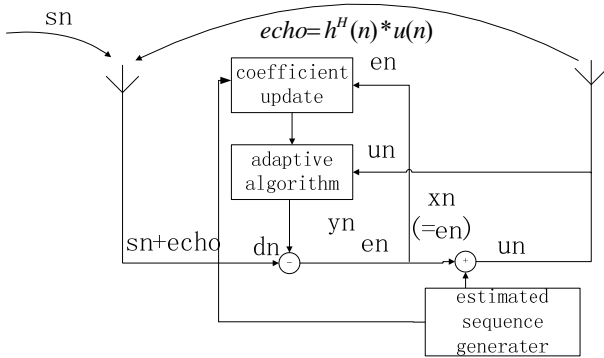 sn
echo=h^H(n)*u(n)
coefficient
update
en
adaptive
algorithm
un
xn
(=en)
yn
en
sn+echo
dn
-
+
un
estimated
sequence
generater